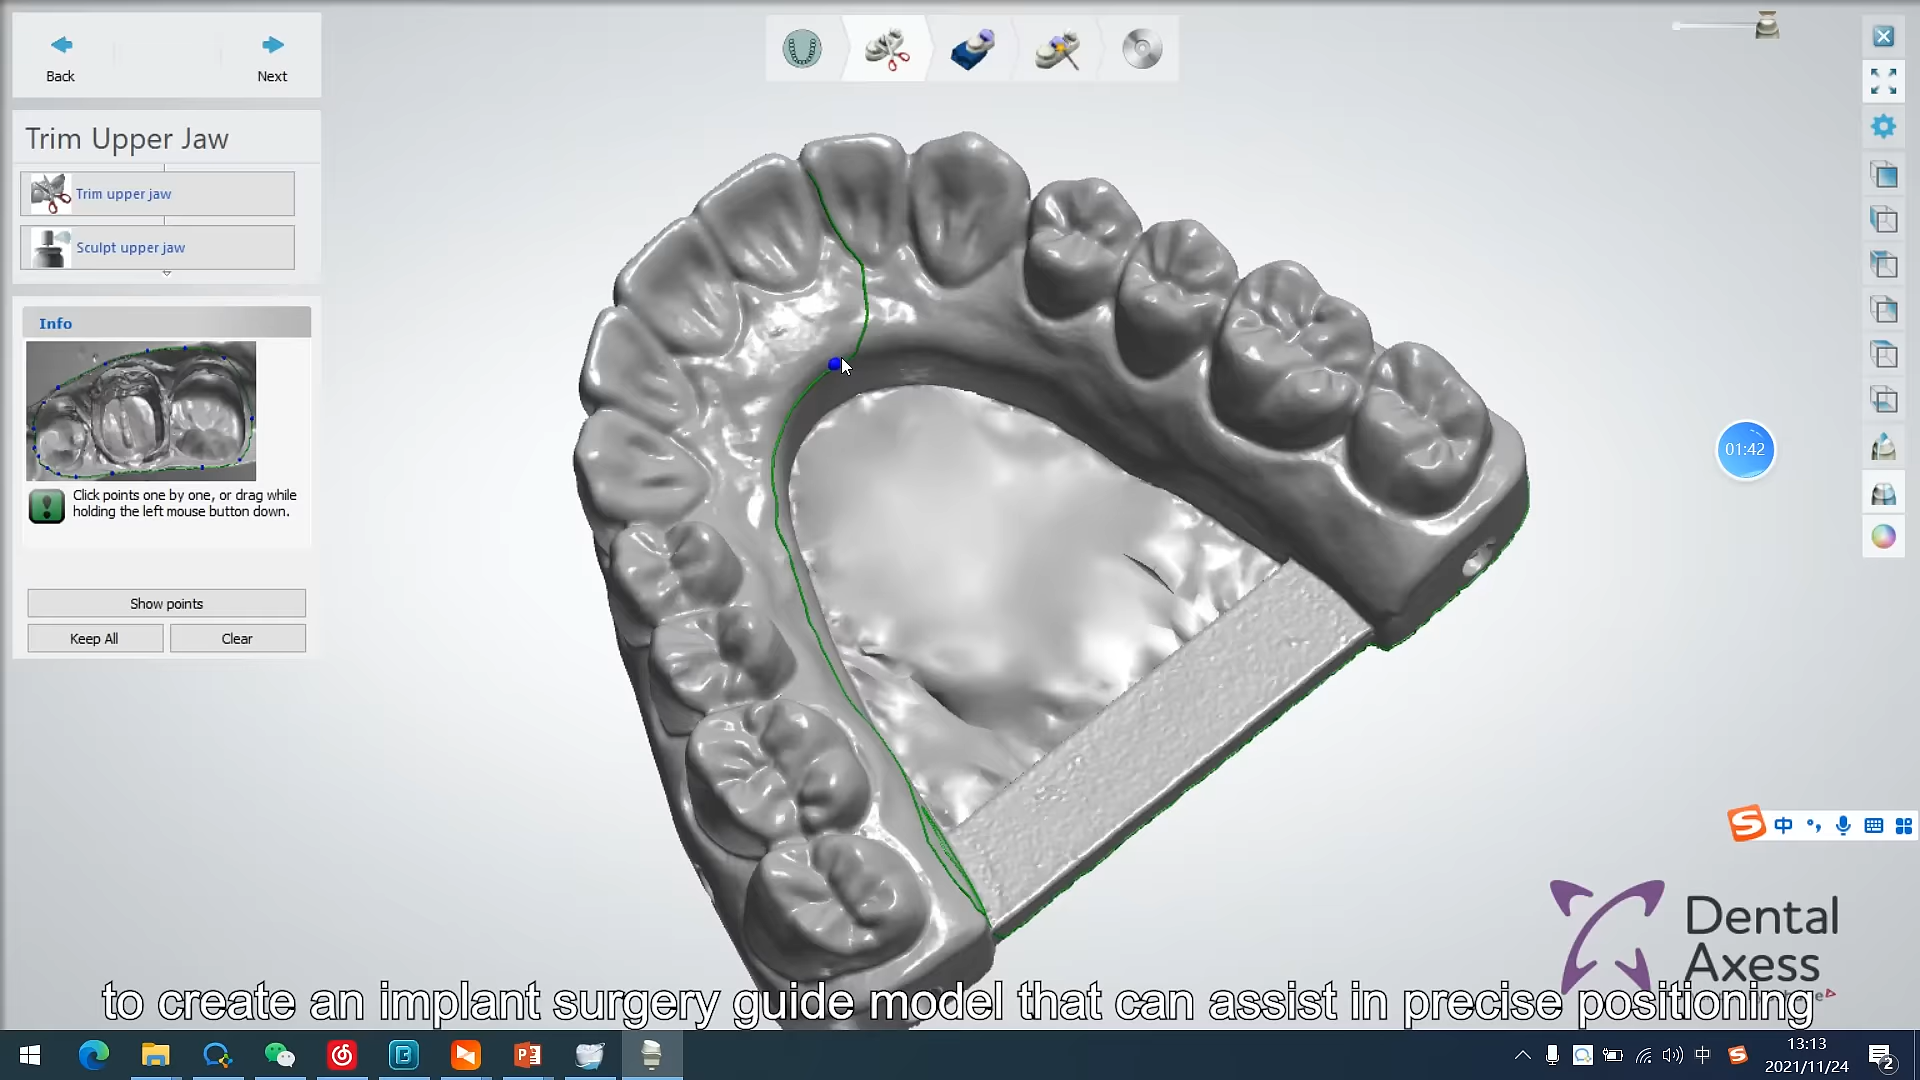 Back
Next
Trim Upper Jaw
Trim upper jaw
Sculpt upper jaw
Info
Click points one by one, or drag while
holding the left mouse button down.
Show points
Keep All
Clear
01:42
中
Dental
Axess
to create an implant surgery guide model that can assist in precise positioning
中
13:13
2021/11/24
2